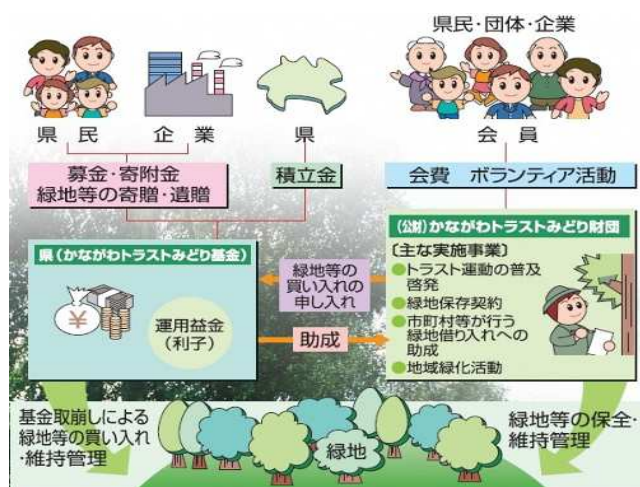 県民・団体・企業
県民
企業
県
会員
募金・寄附金
緑地等の寄贈・遺贈
積立金
会費 ボランティア活動
県(かながわトラストみどり基金)
¥
運用益金
(利子)
緑地等の
買い入れの
申し入れ
助成
(公財)かながわトラストみどり財団
〔主な実施事業〕
●トラスト運動の普及
啓発
●緑地保存契約
●市町村等が行う
緑地借り入れへの
助成
●地域緑化活動
基金取崩しによる
緑地等の買い入れ
・維持管理
緑地
緑地等の保全・
維持管理